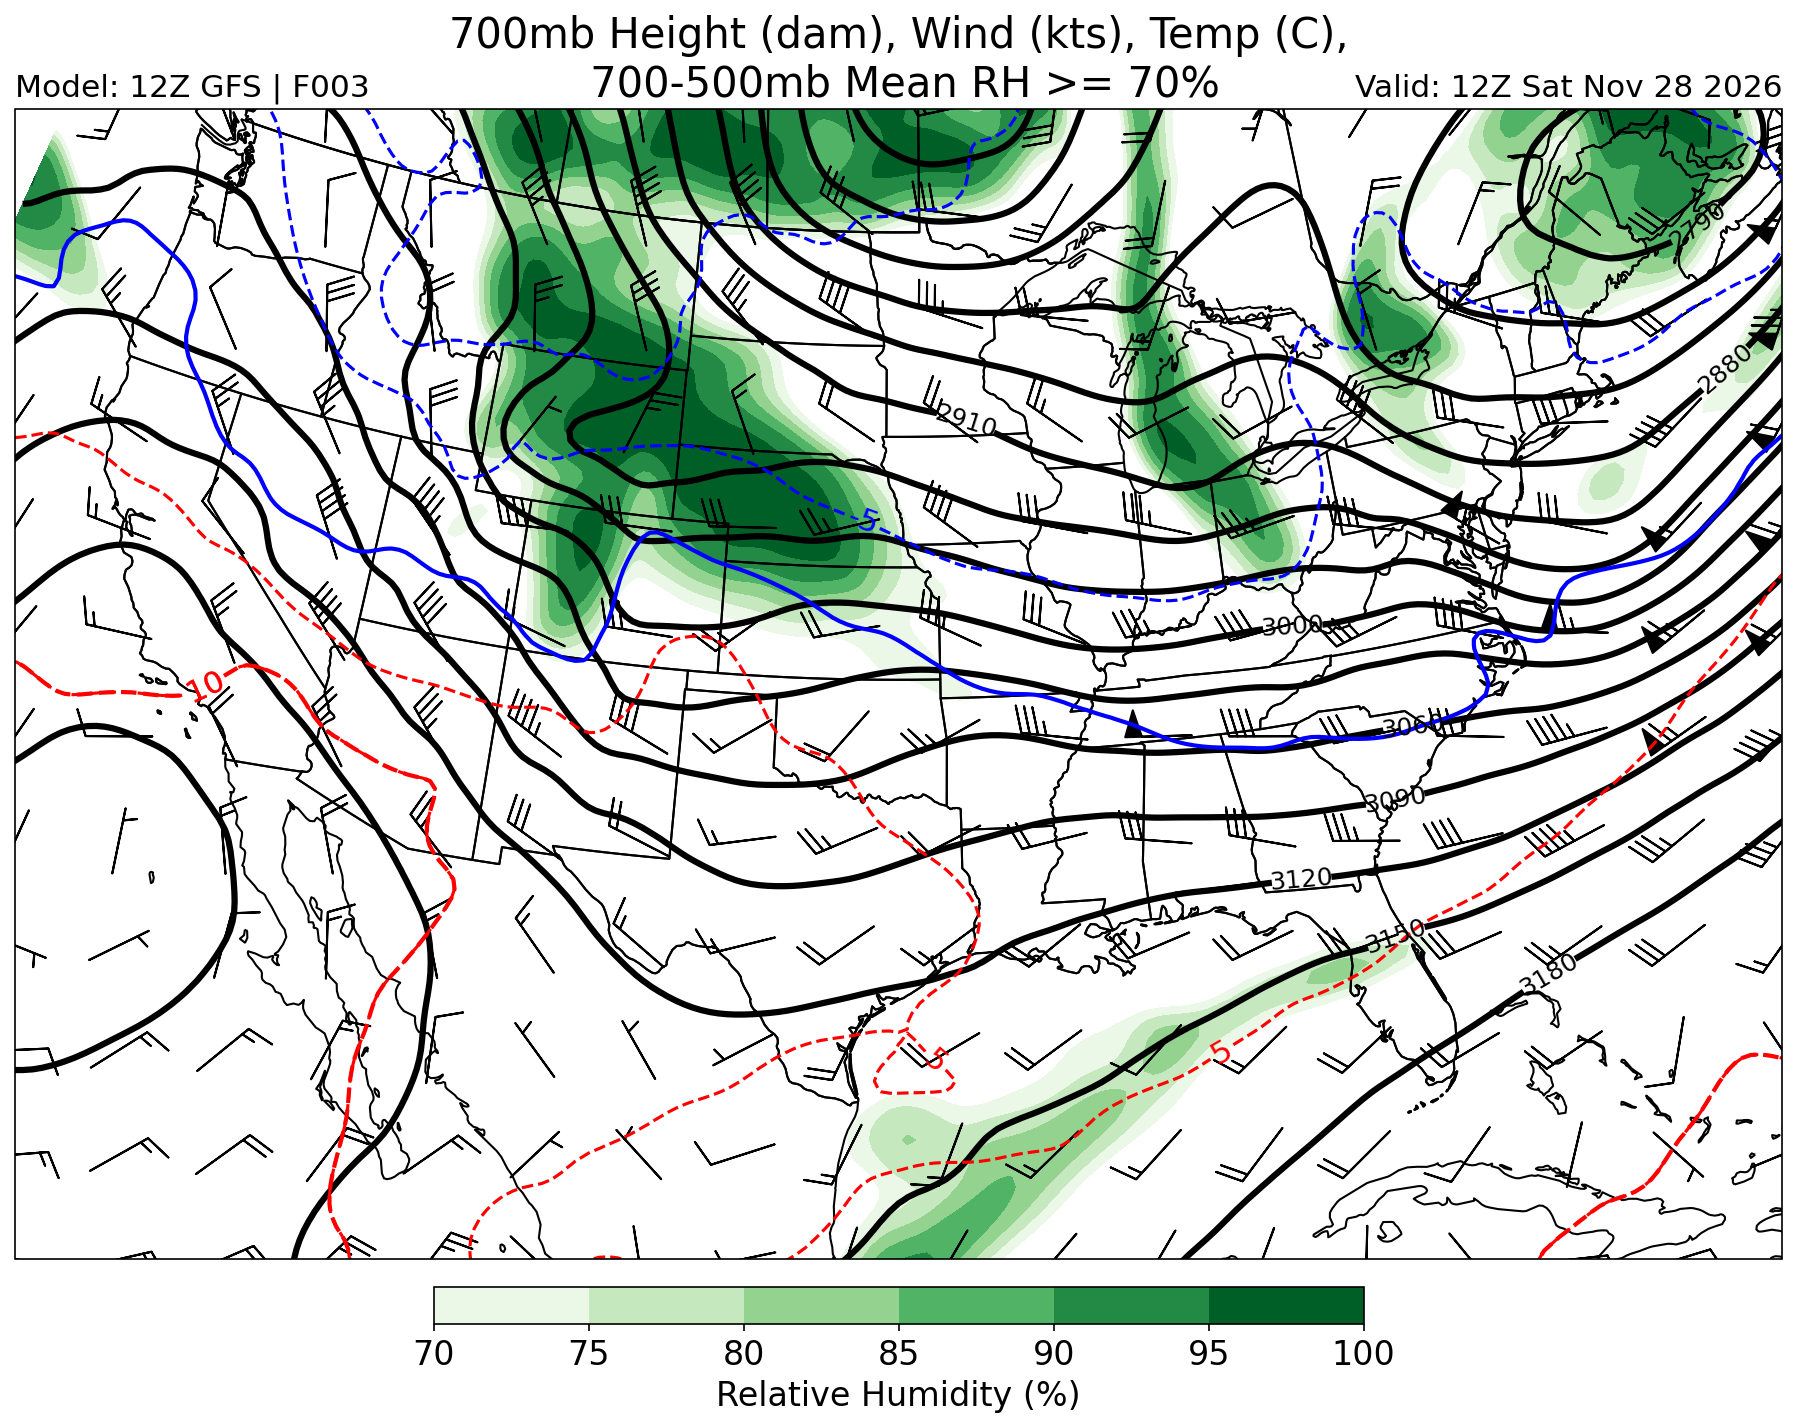 700mb Height (dam), Wind (kts), Temp (C),
Model: 12Z GFS | F003
700-500mb Mean RH >= 70%
Valid: 12Z Sat Nov 28 2026
2790
2880
2910
-5
10
3000
3060
3090
3120
3150
3180
5
5
70 75 80 85 90 95 100
Relative Humidity (%)